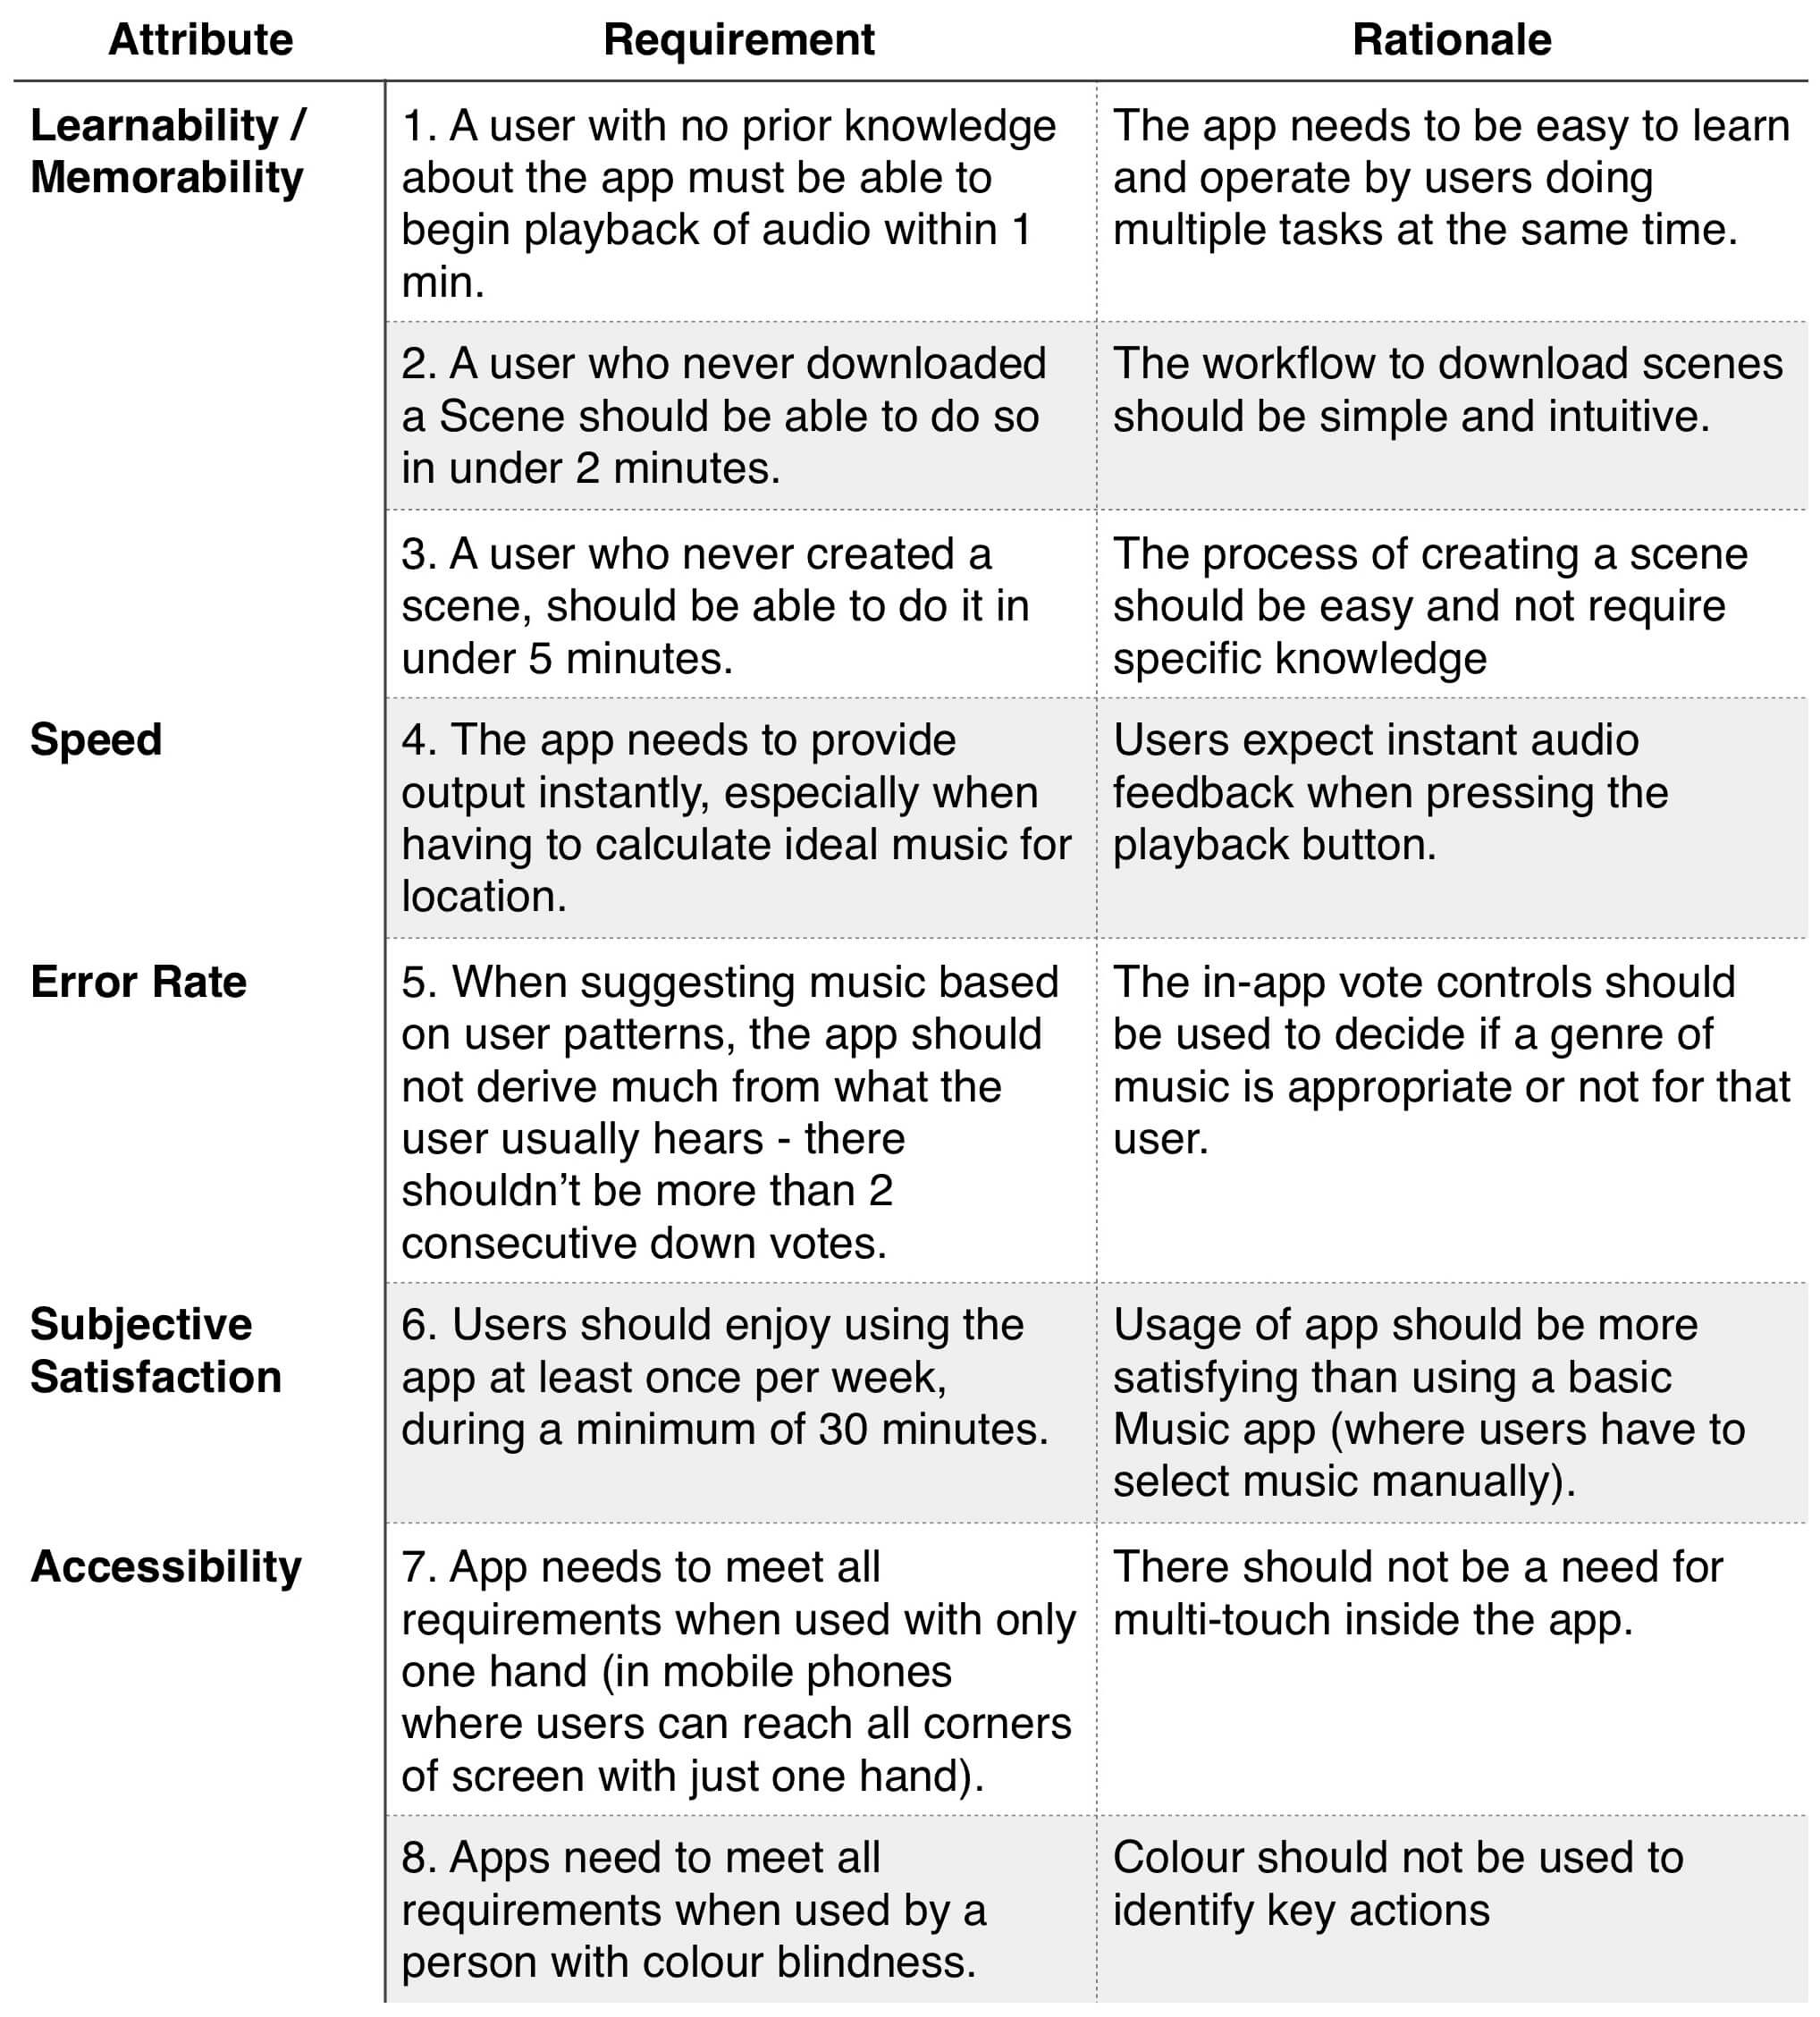 Attribute
Requirement
Rationale
Learnability /
Memorability
1. A user with no prior knowledge
about the app must be able to
begin playback of audio within 1
min.
The app needs to be easy to learn
and operate by users doing
multiple tasks at the same time.
2. A user who never downloaded
a Scene should be able to do so
in under 2 minutes.
The workflow to download scenes
should be simple and intuitive.
3. A user who never created a
scene, should be able to do it in
under 5 minutes.
The process of creating a scene
should be easy and not require
specific knowledge
Speed
4. The app needs to provide
output instantly, especially when
having to calculate ideal music for
location.
Users expect instant audio
feedback when pressing the
playback button.
Error Rate
5. When suggesting music based
on user patterns, the app should
not derive much from what the
user usually hears - there
shouldn’t be more than 2
consecutive down votes.
The in-app vote controls should
be used to decide if a genre of
music is appropriate or not for that
user.
Subjective
Satisfaction
6. Users should enjoy using the
app at least once per week,
during a minimum of 30 minutes.
Usage of app should be more
satisfying than using a basic
Music app (where users have to
select music manually).
Accessibility
7. App needs to meet all
requirements when used with only
one hand (in mobile phones
where users can reach all corners
of screen with just one hand).
There should not be a need for
multi-touch inside the app.
8. Apps need to meet all
requirements when used by a
person with colour blindness.
Colour should not be used to
identify key actions